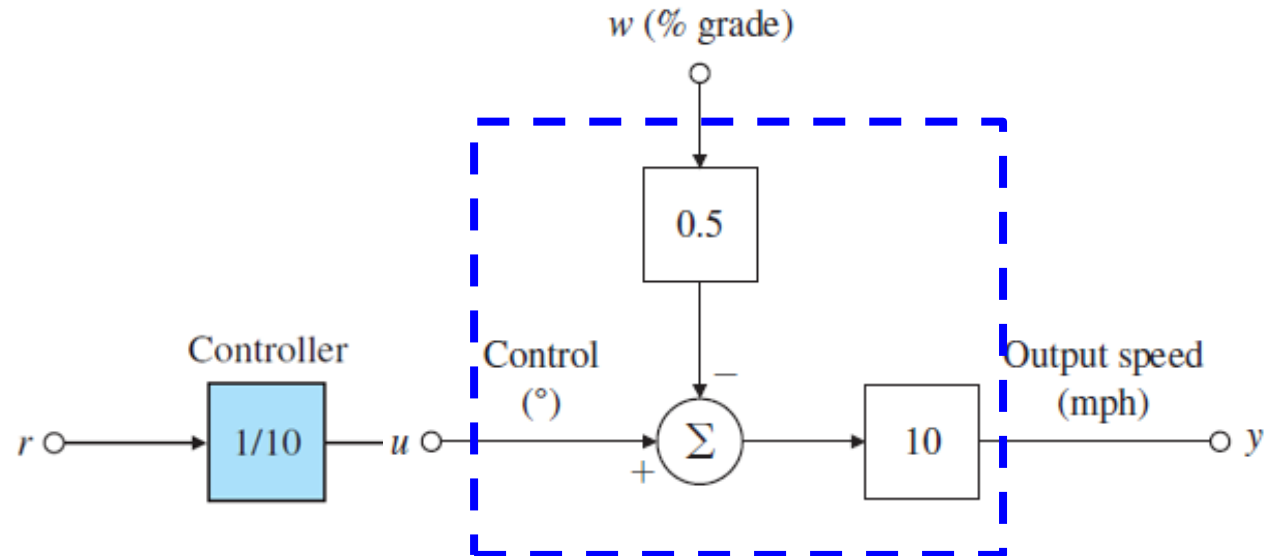 w (% grade)
0.5
Controller
Control
(°)
Output speed
(mph)
−
r
1/10
u
+
Σ
10
y